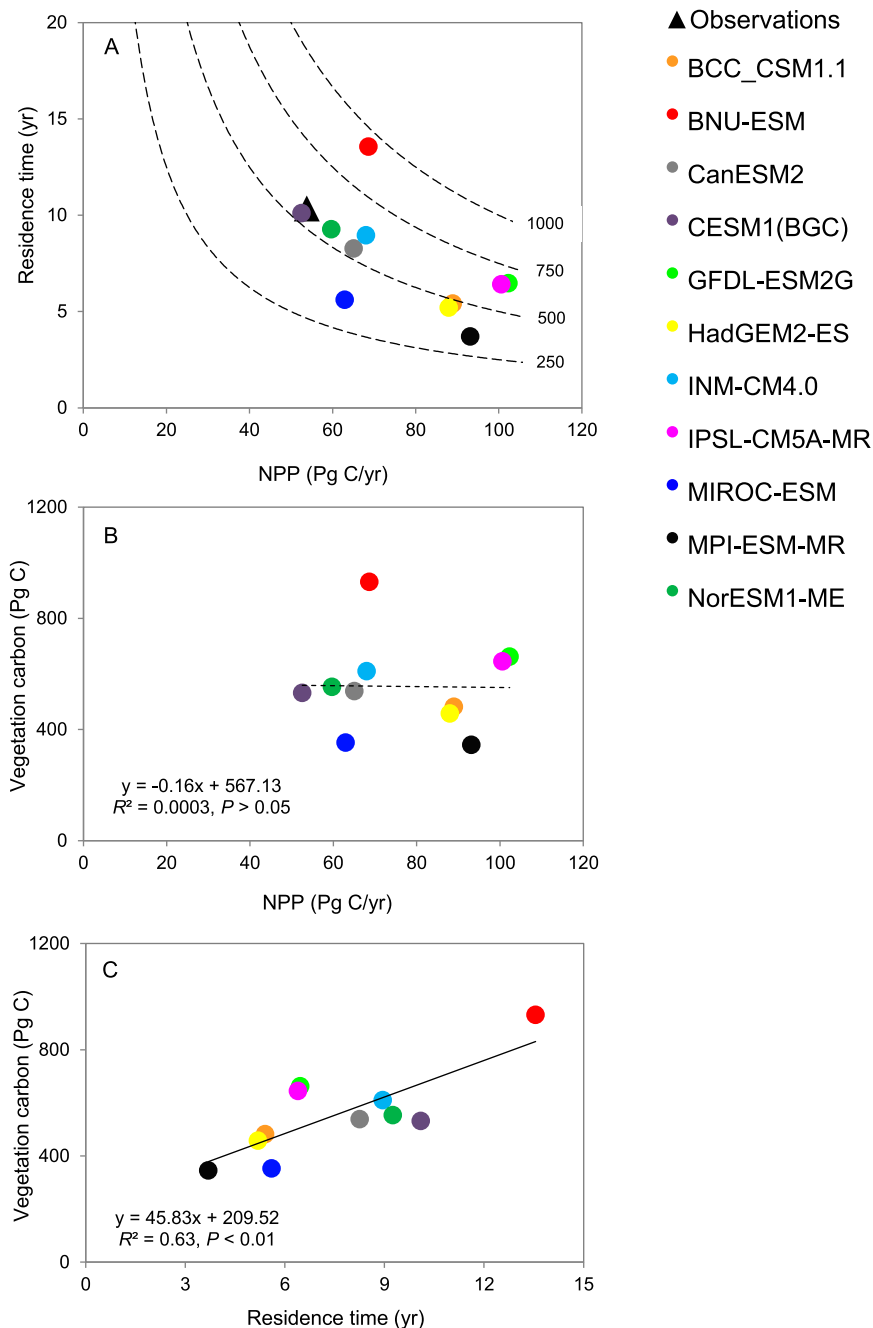 A
Residence time (yr)
20
15
10
5
0
1000
750
500
250
0
20
40
60
80
100
120
NPP (Pg C/yr)
Observations
BCC_CSM1.1
BNU-ESM
CanESM2
CESM1(BGC)
GFDL-ESM2G
HadGEM2-ES
INM-CM4.0
IPSL-CM5A-MR
MIROC-ESM
MPI-ESM-MR
NorESM1-ME
B
Vegetation carbon (Pg C)
1200
800
400
0
y = -0.16x + 567.13
R² = 0.0003, P > 0.05
0
20
40
60
80
100
120
NPP (Pg C/yr)
C
Vegetation carbon (Pg C)
1200
800
400
0
y = 45.83x + 209.52
R² = 0.63, P < 0.01
0
3
6
9
12
15
Residence time (yr)